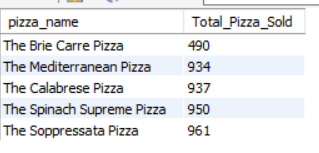 pizza_name Total_Pizza_Sold
The Brie Carre Pizza 490
The Mediterranean Pizza 934
The Calabrese Pizza 937
The Spinach Supreme Pizza 950
The Soppressata Pizza 961